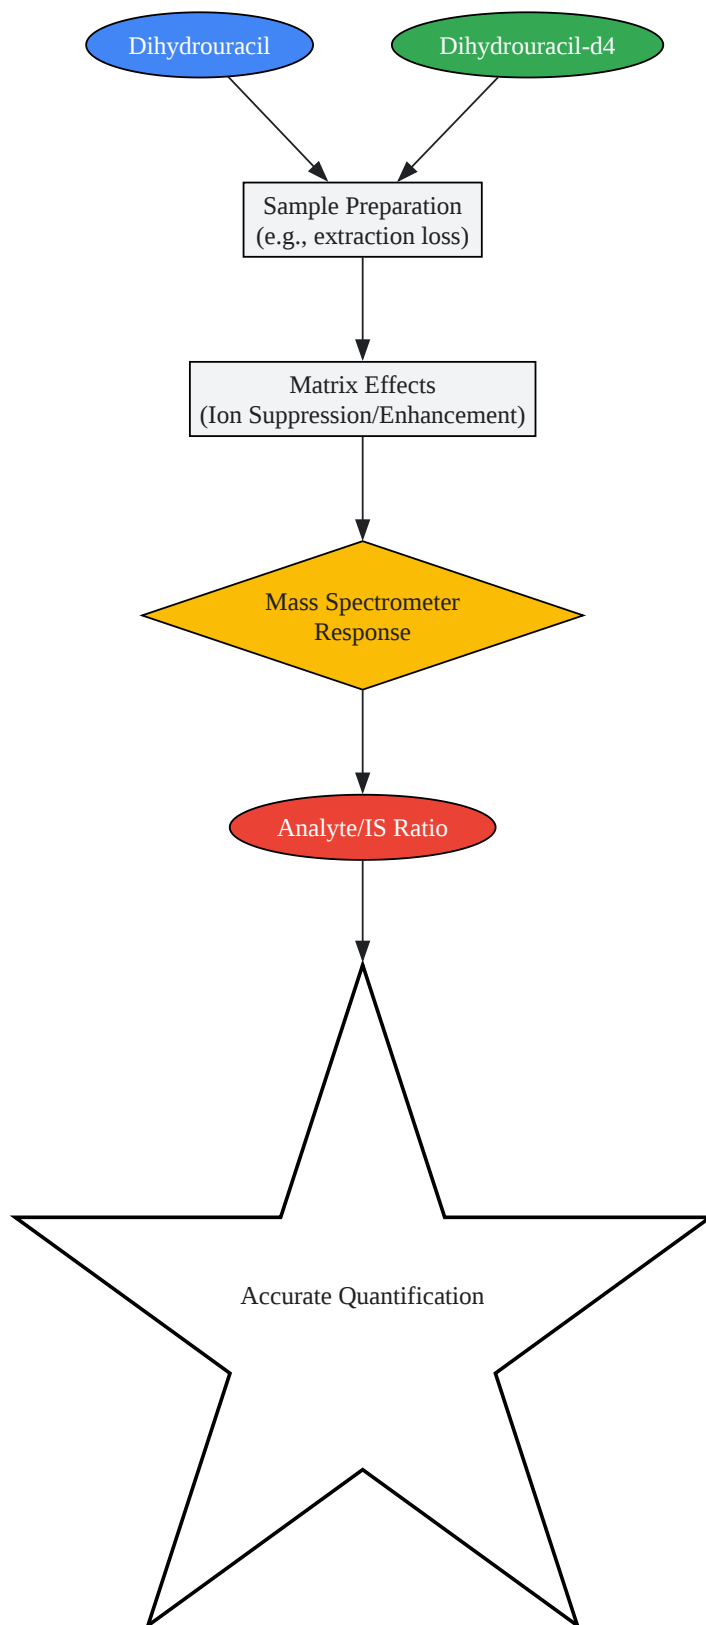 Dihydrouracil
Dihydrouracil-d4
Sample Preparation
(e.g., extraction loss)
Matrix Effects
(Ion Suppression/Enhancement)
Mass Spectrometer
Response
Analyte/IS Ratio
Accurate Quantification